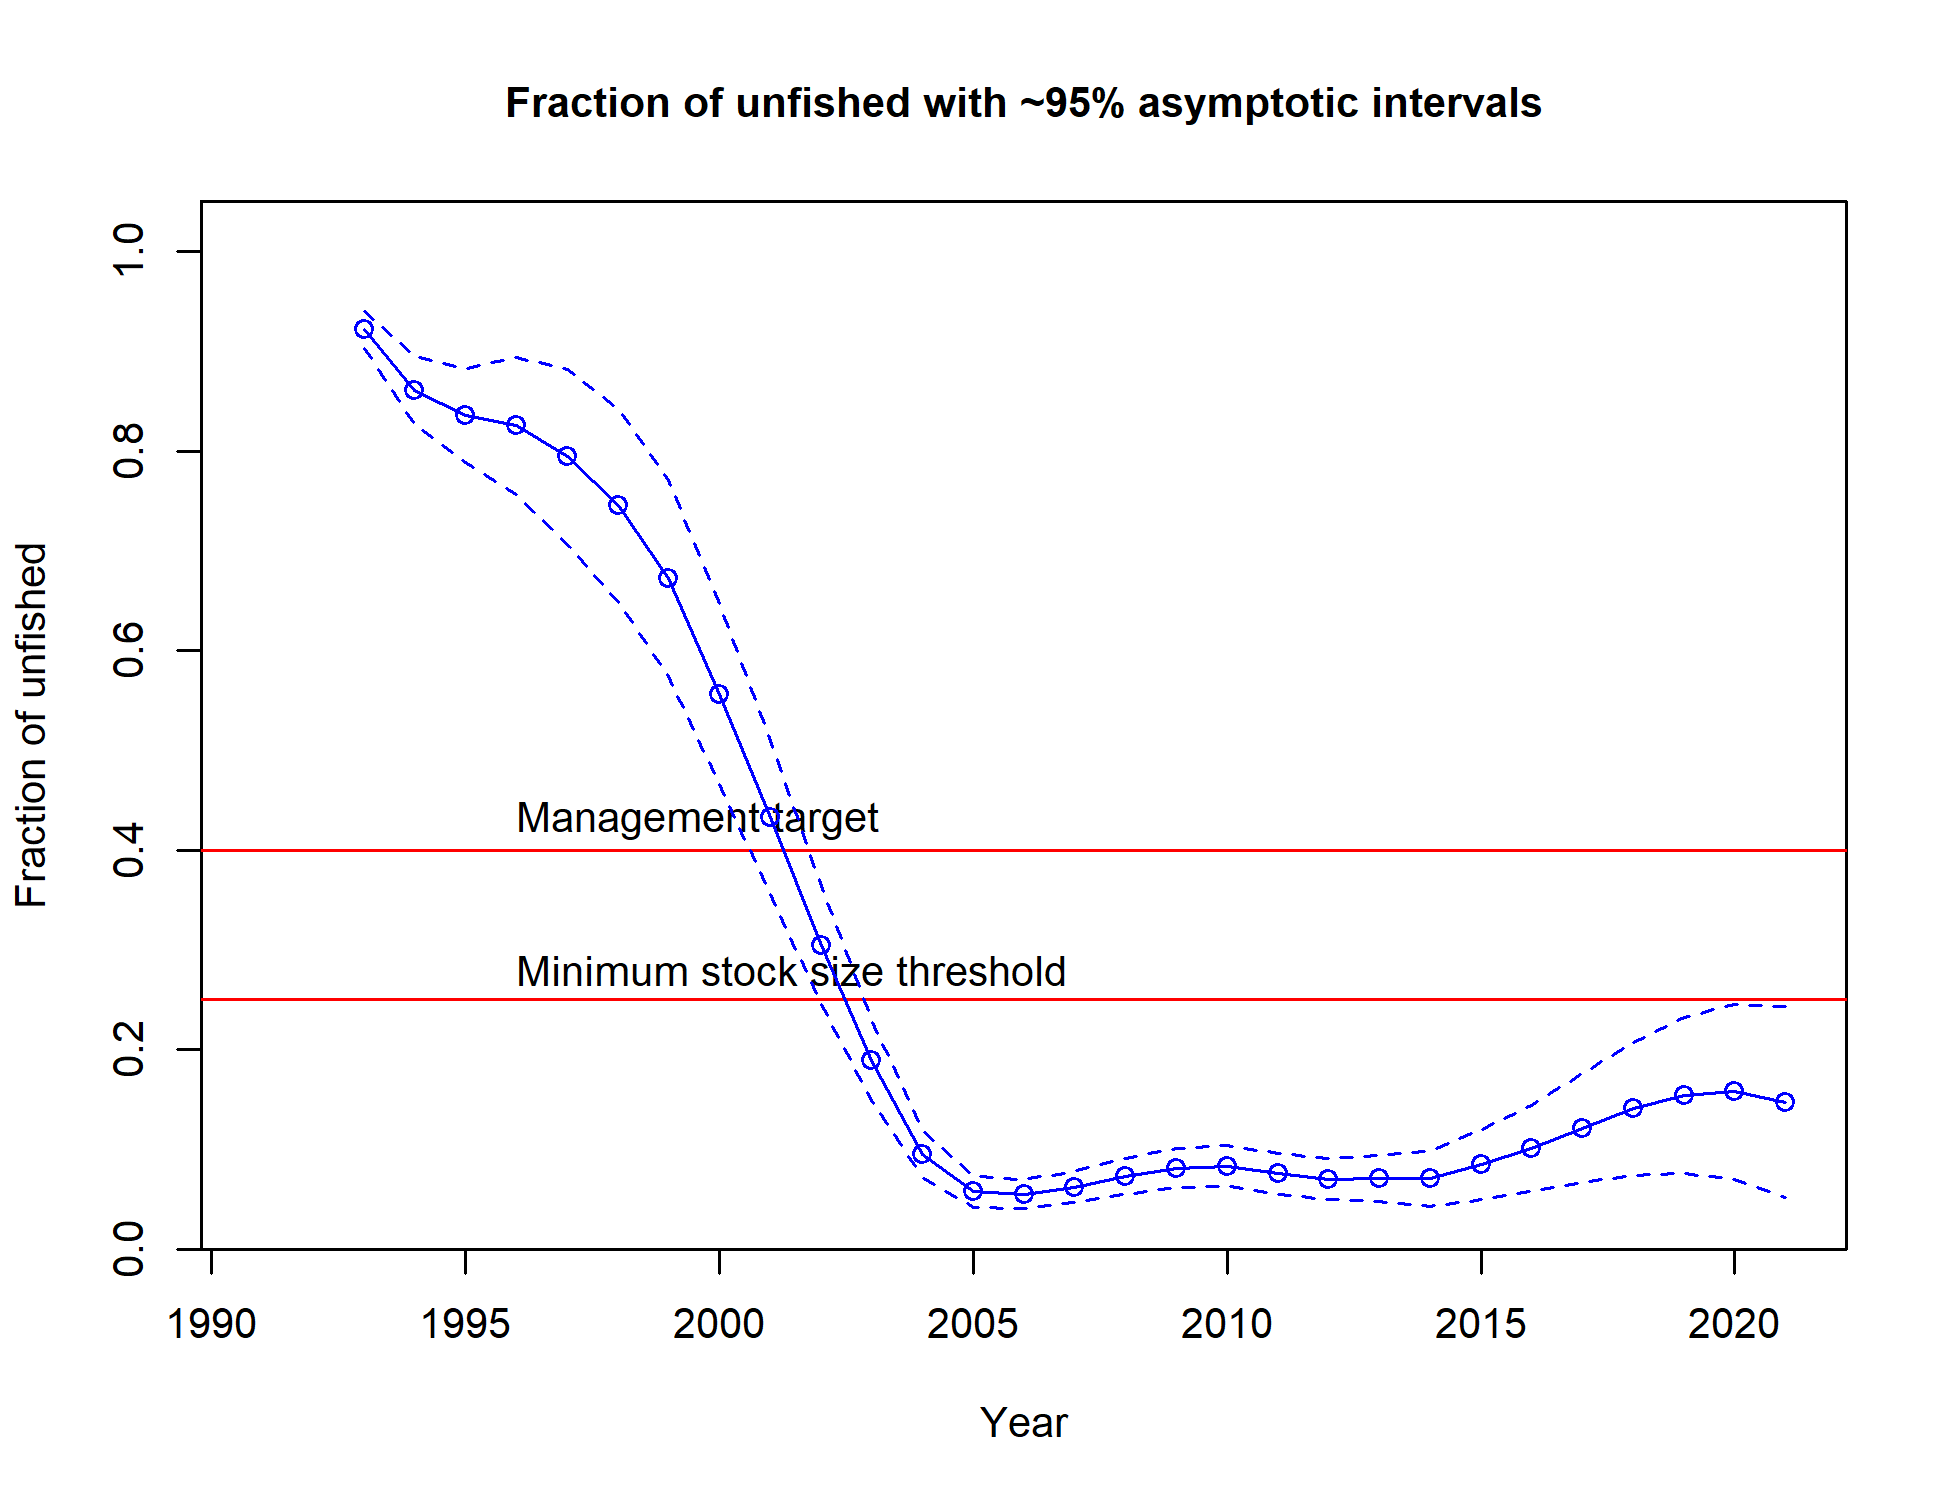 Fraction of unfished with ~95% asymptotic intervals
Fraction of unfished
1.0
0.8
0.6
0.4
0.2
0.0
Management target
Minimum stock size threshold
1990 1995 2000 2005 2010 2015 2020
Year